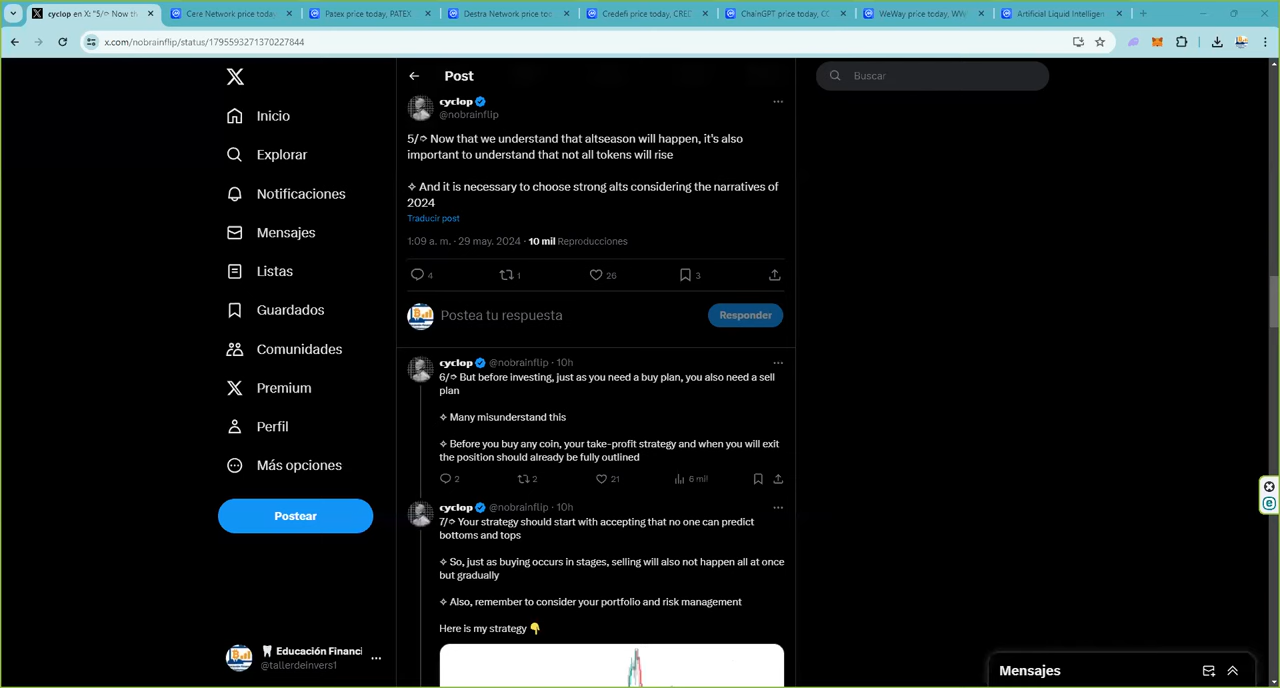 cyclop en X: "5/ Now th
Cere Network price today
Patex price today, PATEX
Destra Network price too
Credefi price today, CRED
ChainGPT price today, CG
WeWay price today, WW
Artificial Liquid Intelligen
x.com/nobrainflip/status/1795593271370227844
Inicio
Explorar
Notificaciones
Mensajes
Listas
Guardados
Comunidades
Premium
Perfil
Más opciones
Postear
Educación Financi
@tallerdeinvers1
Post
cyclop
@nobrainflip
5/ Now that we understand that altseason will happen, it's also
important to understand that not all tokens will rise
✧ And it is necessary to choose strong alts considering the narratives of
2024
Traducir post
1:09 a. m. · 29 may. 2024 · 10 mil Reproducciones
4 1 26 3
Postea tu respuesta
Responder
cyclop @nobrainflip · 10h
6/ But before investing, just as you need a buy plan, you also need a sell
plan
✧ Many misunderstand this
✧ Before you buy any coin, your take-profit strategy and when you will exit
the position should already be fully outlined
2 2 21 6 mil
cyclop @nobrainflip · 10h
7/ Your strategy should start with accepting that no one can predict
bottoms and tops
✧ So, just as buying occurs in stages, selling will also not happen all at once
but gradually
✧ Also, remember to consider your portfolio and risk management
Here is my strategy 👇
Buscar
Mensajes